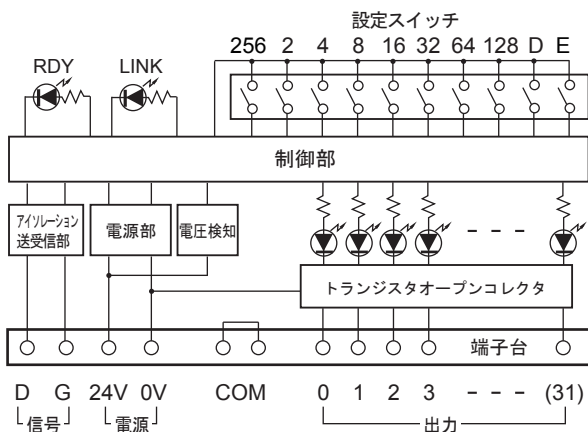 設定スイッチ
256 2 4 8 16 32 64 128 D E
RDY LINK
制御部
アイソレーション
送受信部
電源部
電圧検知
トランジスタオープンコレクタ
端子台
D G 24V 0V COM 0 1 2 3 - - - (31)
信号 電源 出力